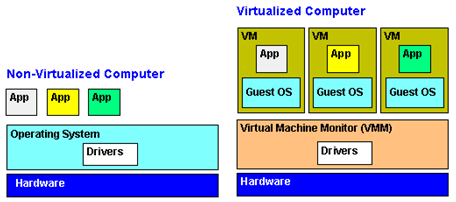 Non-Virtualized Computer
App App App
Operating System
Drivers
Hardware
Virtualized Computer
VM VM VM
App App App
Guest OS Guest OS Guest OS
Virtual Machine Monitor (VMM)
Drivers
Hardware